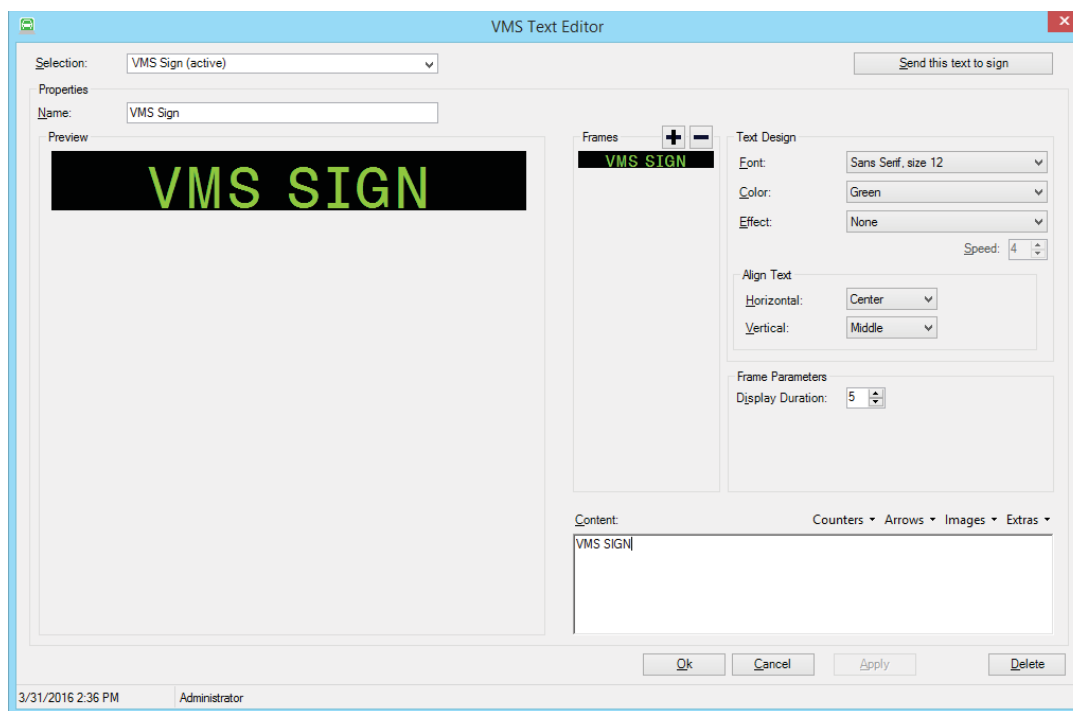 VMS Text Editor
Selection: VMS Sign (active) Send this text to sign
Properties
Name: VMS Sign
Preview
VMS SIGN
Frames
VMS SIGN
Text Design
Font: Sans Serif, size 12
Color: Green
Effect: None
Speed: 4
Align Text
Horizontal: Center
Vertical: Middle
Frame Parameters
Display Duration: 5
Content: Counters Arrows Images Extras
VMS SIGN
Ok Cancel Apply Delete
3/31/2016 2:36 PM Administrator